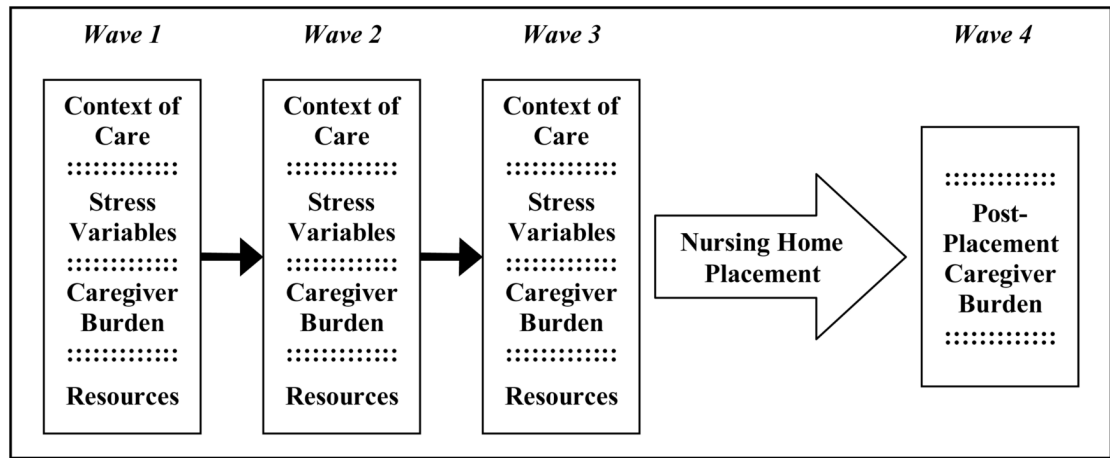 Wave 1
Wave 2
Wave 3
Wave 4
Context of
Care
Stress
Variables
Caregiver
Burden
Resources
Context of
Care
Stress
Variables
Caregiver
Burden
Resources
Context of
Care
Stress
Variables
Caregiver
Burden
Resources
Nursing Home
Placement
Post-
Placement
Caregiver
Burden